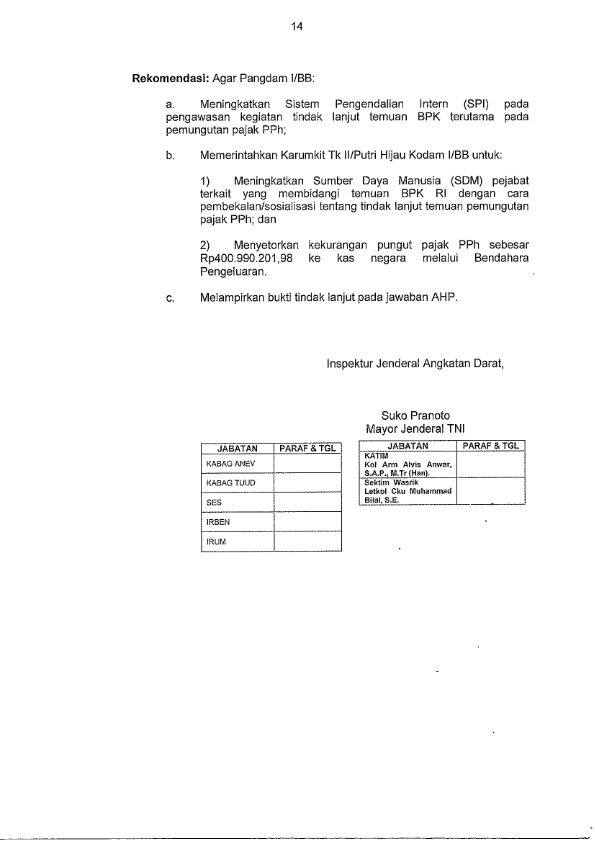 14
Rekomendasi: Agar Pangdam I/BB:
a. Meningkatkan Sistem Pengendalian Intern (SPI) pada
pengawasan kegiatan tindak lanjut temuan BPK terutama pada
pemungutan pajak PPh;
b. Memerintahkan Karumkit Tk II/Putri Hijau Kodam I/BB untuk:
1) Meningkatkan Sumber Daya Manusia (SDM) pejabat
terkait yang membidangi temuan BPK RI dengan cara
pembekalan/sosialisasi tentang tindak lanjut temuan pemungutan
pajak PPh; dan
2) Menyetorkan kekurangan pungut pajak PPh sebesar
Rp400.990.201,98 ke kas negara melalui Bendahara
Pengeluaran.
c. Melampirkan bukti tindak lanjut pada jawaban AHP.
Inspektur Jenderal Angkatan Darat,
Suko Pranoto
Mayor Jenderal TNI
JABATAN PARAF & TGL
KABAG ANEV
KABAG TUUD
SES
IRBEN
IRUM
JABATAN PARAF & TGL
KATIM
Kol Arm Alvis Anwar,
S.A.P., M.Tr (Han).
Sektim Wasrik
Letkol Cku Muhammad
Bilal, S.E.